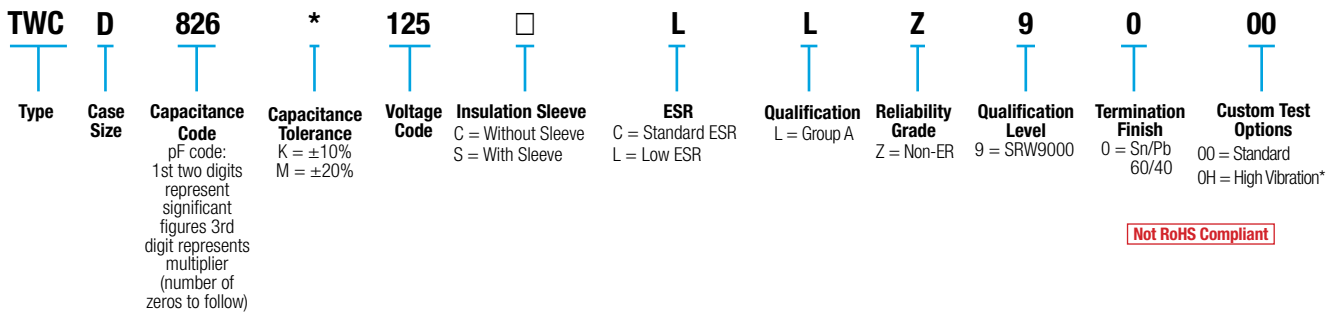 TWC D 826 * 125 □ L L Z 9 0 00
Type
Case
Size
Capacitance
Code
pF code:
1st two digits
represent
significant
figures 3rd
digit represents
multiplier
(number of
zeros to follow)
Capacitance
Tolerance
K = ±10%
M = ±20%
Voltage
Code
Insulation Sleeve
C = Without Sleeve
S = With Sleeve
ESR
C = Standard ESR
L = Low ESR
Qualification
L = Group A
Reliability
Grade
Z = Non-ER
Qualification
Level
9 = SRW9000
Termination
Finish
0 = Sn/Pb
60/40
Custom Test
Options
00 = Standard
0H = High Vibration*
Not RoHS Compliant